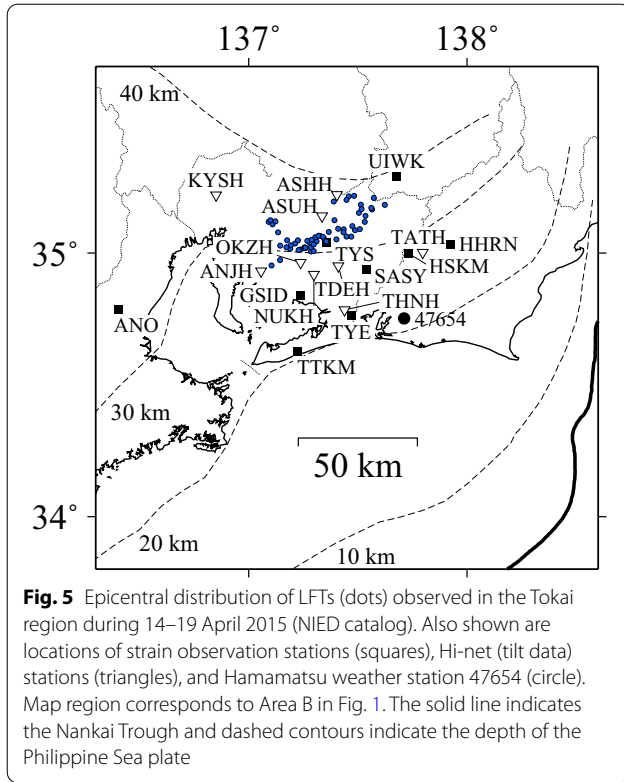 137° 138°
40 km
UIWK
KYSH
ASHH
ASUH
35°
OKZH
TYS
TATH
HHRN
ANJH
SASY
HSKM
GSID
TDEH
THNH
NUKH
47654
ANO
TYE
TTKM
30 km
50 km
34°
20 km
10 km
Fig. 5 Epicentral distribution of LFTs (dots) observed in the Tokai
region during 14–19 April 2015 (NIED catalog). Also shown are
locations of strain observation stations (squares), Hi-net (tilt data)
stations (triangles), and Hamamatsu weather station 47654 (circle).
Map region corresponds to Area B in Fig. 1. The solid line indicates
the Nankai Trough and dashed contours indicate the depth of the
Philippine Sea plate